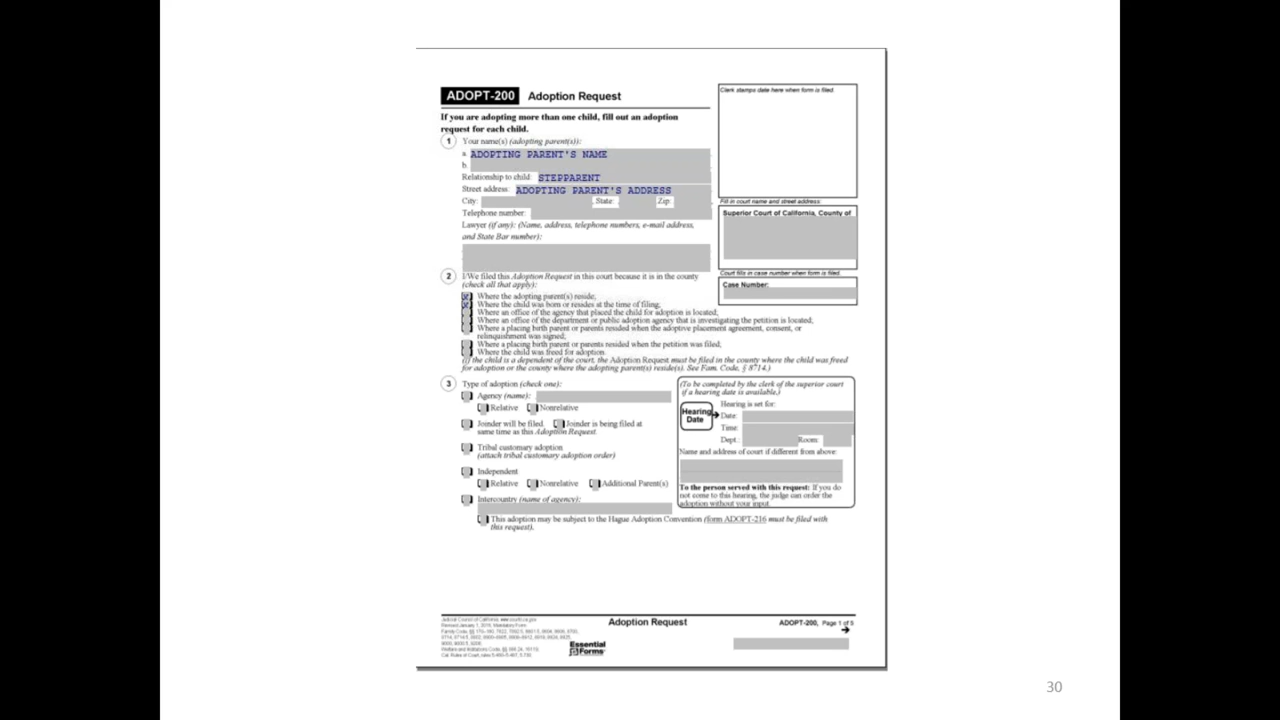 ADOPT-200 Adoption Request
Clerk stamps date here when form is filed.
If you are adopting more than one child, fill out an adoption
request for each child.
1 Your name(s) (adopting parent(s)):
a. ADOPTING PARENT'S NAME
b.
Relationship to child: STEPPARENT
Street address: ADOPTING PARENT'S ADDRESS
City: State: Zip:
Telephone number:
Lawyer (if any): (Name, address, telephone numbers, e-mail address,
and State Bar number):
Fill in court name and street address:
Superior Court of California, County of
Court fills in case number when form is filed.
Case Number:
2 I/We filed this Adoption Request in this court because it is in the county
(check all that apply):
Where the adopting parent(s) reside;
Where the child was born or resides at the time of filing;
Where an office of the agency that placed the child for adoption is located;
Where an office of the department or public adoption agency that is investigating the petition is located;
Where a placing birth parent or parents resided when the adoptive placement agreement, consent, or
relinquishment was signed;
Where a placing birth parent or parents resided when the petition was filed;
Where the child was freed for adoption.
(If the child is a dependent of the court, the Adoption Request must be filed in the county where the child was freed
for adoption or the county where the adopting parent(s) reside(s). See Fam. Code, § 8714.)
3 Type of adoption (check one):
Agency (name):
Relative Nonrelative
Joinder will be filed. Joinder is being filed at
same time as this Adoption Request.
Tribal customary adoption
(attach tribal customary adoption order)
Independent
Relative Nonrelative Additional Parent(s)
Intercountry (name of agency):
This adoption may be subject to the Hague Adoption Convention (form ADOPT-216 must be filed with
this request).
(To be completed by the clerk of the superior court
if a hearing date is available.)
Hearing
Date
Hearing is set for:
Date:
Time:
Dept.: Room:
Name and address of court if different from above:
To the person served with this request: If you do
not come to this hearing, the judge can order the
adoption without your input.
Judicial Council of California, www.courts.ca.gov
Adoption Request
ADOPT-200, Page 1 of 5
Essential
Forms
30